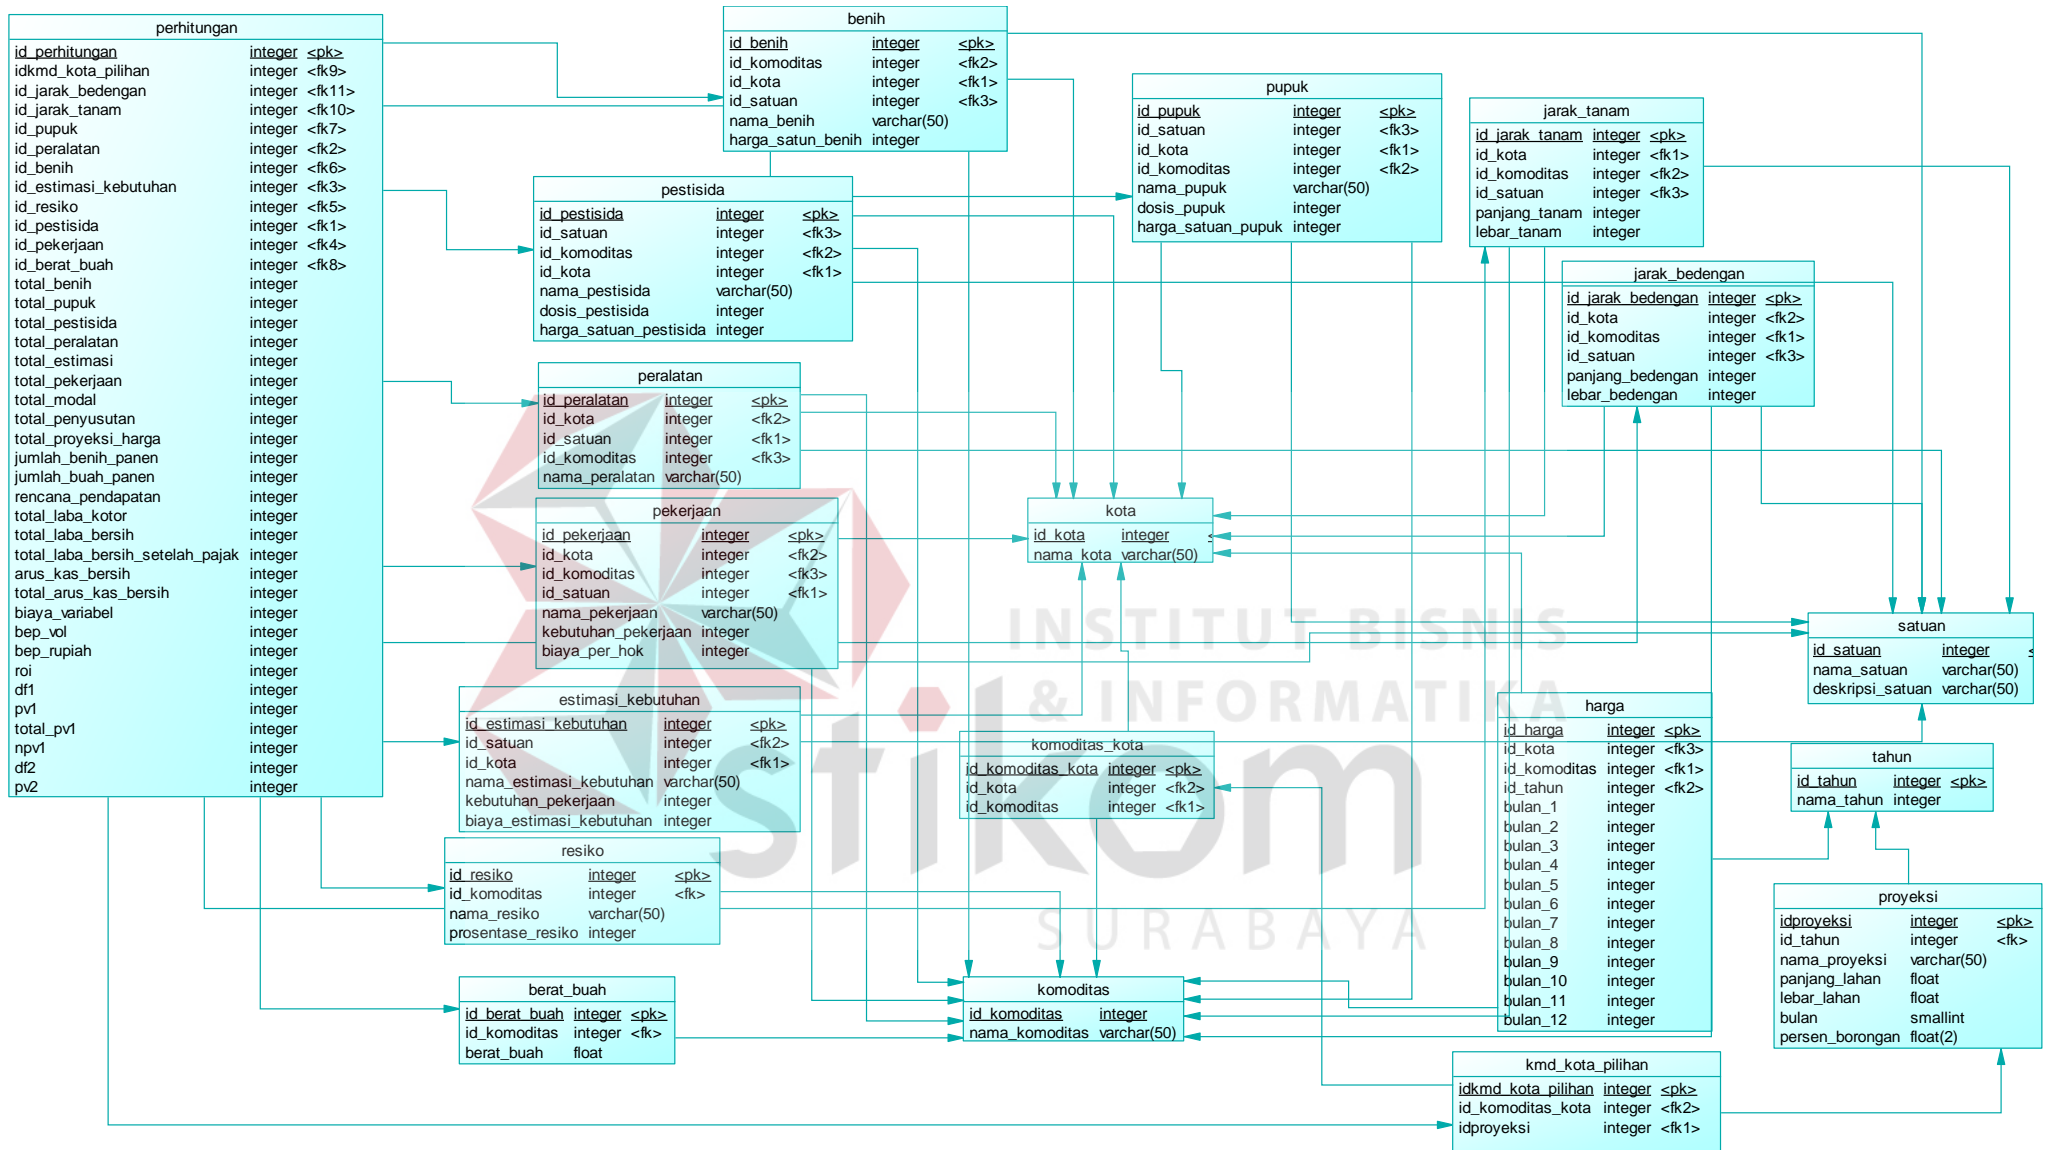 perhitungan
id_perhitungan integer <pk>
idkmd_kota_pilihan integer <fk9>
id_jarak_bedengan integer <fk11>
id_jarak_tanam integer <fk10>
id_pupuk integer <fk7>
id_peralatan integer <fk2>
id_benih integer <fk6>
id_estimasi_kebutuhan integer <fk3>
id_resiko integer <fk5>
id_pestisida integer <fk1>
id_pekerjaan integer <fk4>
id_berat_buah integer <fk8>
total_benih integer
total_pupuk integer
total_pestisida integer
total_peralatan integer
total_estimasi integer
total_pekerjaan integer
total_modal integer
total_penyusutan integer
total_proyeksi_harga integer
jumlah_benih_panen integer
jumlah_buah_panen integer
rencana_pendapatan integer
total_laba_kotor integer
total_laba_bersih integer
total_laba_bersih_setelah_pajak integer
arus_kas_bersih integer
total_arus_kas_bersih integer
biaya_variabel integer
bep_vol integer
bep_rupiah integer
roi integer
df1 integer
pv1 integer
total_pv1 integer
npv1 integer
df2 integer
pv2 integer
benih
id_benih integer <pk>
id_komoditas integer <fk2>
id_kota integer <fk1>
id_satuan integer <fk3>
nama_benih varchar(50)
harga_satun_benih integer
pestisida
id_pestisida integer <pk>
id_satuan integer <fk3>
id_komoditas integer <fk2>
id_kota integer <fk1>
nama_pestisida varchar(50)
dosis_pestisida integer
harga_satuan_pestisida integer
peralatan
id_peralatan integer <pk>
id_kota integer <fk2>
id_satuan integer <fk1>
id_komoditas integer <fk3>
nama_peralatan varchar(50)
pekerjaan
id_pekerjaan integer <pk>
id_kota integer <fk2>
id_komoditas integer <fk3>
id_satuan integer <fk1>
nama_pekerjaan varchar(50)
kebutuhan_pekerjaan integer
biaya_per_hok integer
estimasi_kebutuhan
id_estimasi_kebutuhan integer <pk>
id_satuan integer <fk2>
id_kota integer <fk1>
nama_estimasi_kebutuhan varchar(50)
kebutuhan_pekerjaan integer
biaya_estimasi_kebutuhan integer
resiko
id_resiko integer <pk>
id_komoditas integer <fk>
nama_resiko varchar(50)
prosentase_resiko integer
berat_buah
id_berat_buah integer <pk>
id_komoditas integer <fk>
berat_buah float
pupuk
id_pupuk integer <pk>
id_satuan integer <fk3>
id_kota integer <fk1>
id_komoditas integer <fk2>
nama_pupuk varchar(50)
dosis_pupuk integer
harga_satuan_pupuk integer
kota
id_kota integer <
nama_kota varchar(50)
komoditas_kota
id_komoditas_kota integer <pk>
id_kota integer <fk2>
id_komoditas integer <fk1>
komoditas
id_komoditas integer
nama_komoditas varchar(50)
jarak_tanam
id_jarak_tanam integer <pk>
id_kota integer <fk1>
id_komoditas integer <fk2>
id_satuan integer <fk3>
panjang_tanam integer
lebar_tanam integer
jarak_bedengan
id_jarak_bedengan integer <pk>
id_kota integer <fk2>
id_komoditas integer <fk1>
id_satuan integer <fk3>
panjang_bedengan integer
lebar_bedengan integer
satuan
id_satuan integer <
nama_satuan varchar(50)
deskripsi_satuan varchar(50)
harga
id_harga integer <pk>
id_kota integer <fk3>
id_komoditas integer <fk1>
id_tahun integer <fk2>
bulan_1 integer
bulan_2 integer
bulan_3 integer
bulan_4 integer
bulan_5 integer
bulan_6 integer
bulan_7 integer
bulan_8 integer
bulan_9 integer
bulan_10 integer
bulan_11 integer
bulan_12 integer
tahun
id_tahun integer <pk>
nama_tahun integer
proyeksi
idproyeksi integer <pk>
id_tahun integer <fk>
nama_proyeksi varchar(50)
panjang_lahan float
lebar_lahan float
bulan smallint
persen_borongan float(2)
kmd_kota_pilihan
idkmd_kota_pilihan integer <pk>
id_komoditas_kota integer <fk2>
idproyeksi integer <fk1>
INSTITUT BISNIS
& INFORMATIKA
stikom
SURABAYA